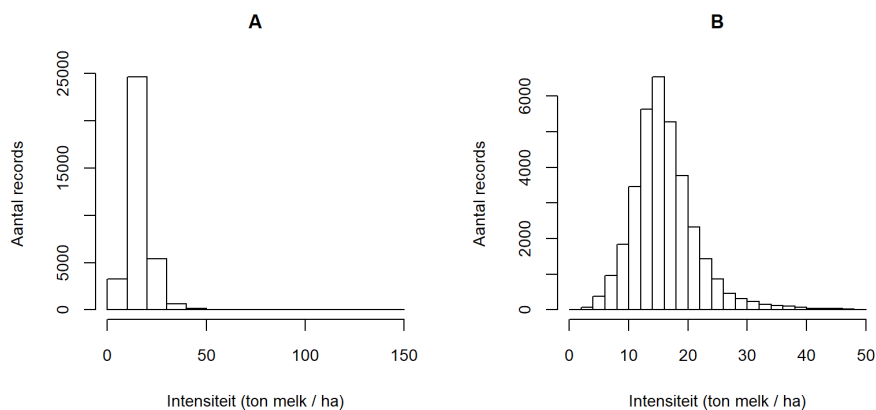 A
25000
15000
5000
0
Aantal records
0 50 100 150
Intensiteit (ton melk / ha)
B
6000
4000
2000
0
Aantal records
0 10 20 30 40 50
Intensiteit (ton melk / ha)